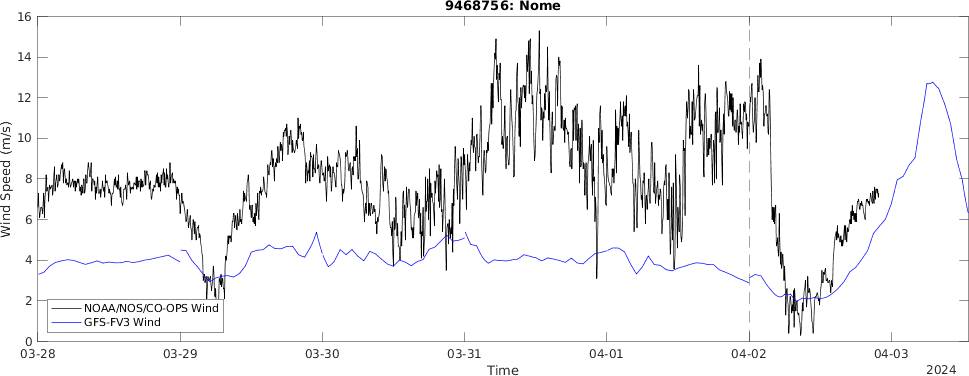 9468756: Nome
Wind Speed (m/s)
16
14
12
10
8
6
4
2
0
NOAA/NOS/CO-OPS Wind
GFS-FV3 Wind
03-28 03-29 03-30 03-31 04-01 04-02 04-03
Time
2024